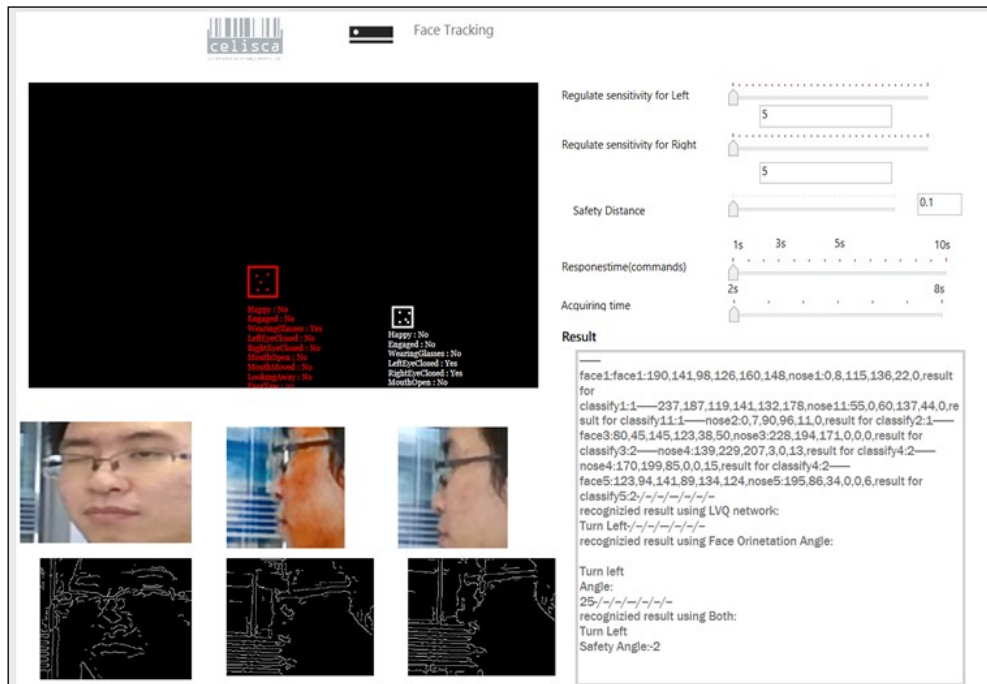 celisca
Face Tracking
Regulate sensitivity for Left
5
Regulate sensitivity for Right
5
Safety Distance
0.1
1s 3s 5s 10s
Responestime(commands)
2s 8s
Acquiring time
Result
Happy : No
Engaged : No
WearingGlasses : Yes
LeftEyeClosed : No
RightEyeClosed : No
MouthOpen : No
MouthMoved : No
LookingAway : No
Happy : No
Engaged : No
WearingGlasses : No
LeftEyeClosed : Yes
RightEyeClosed : Yes
MouthOpen : No
——
face1:face1:190,141,98,126,160,148,nose1:0,8,115,136,22,0,result
for
classify1:1——237,187,119,141,132,178,nose11:55,0,60,137,44,0,re
sult for classify11:1——nose2:0,7,90,96,11,0,result for classify2:1——
face3:80,45,145,123,38,50,nose3:228,194,171,0,0,0,result for
classify3:2——nose4:139,229,207,3,0,13,result for classify4:2——
nose4:170,199,85,0,0,15,result for classify4:2——
face5:123,94,141,89,134,124,nose5:195,86,34,0,0,6,result for
classify5:2-/-/-/-/-/-/-
recognizied result using LVQ network:
Turn Left-/-/-/-/-/-/-
recognizied result using Face Orinetation Angle:
Turn left
Angle:
25-/-/-/-/-/-/-
recognizied result using Both:
Turn Left
Safety Angle:-2